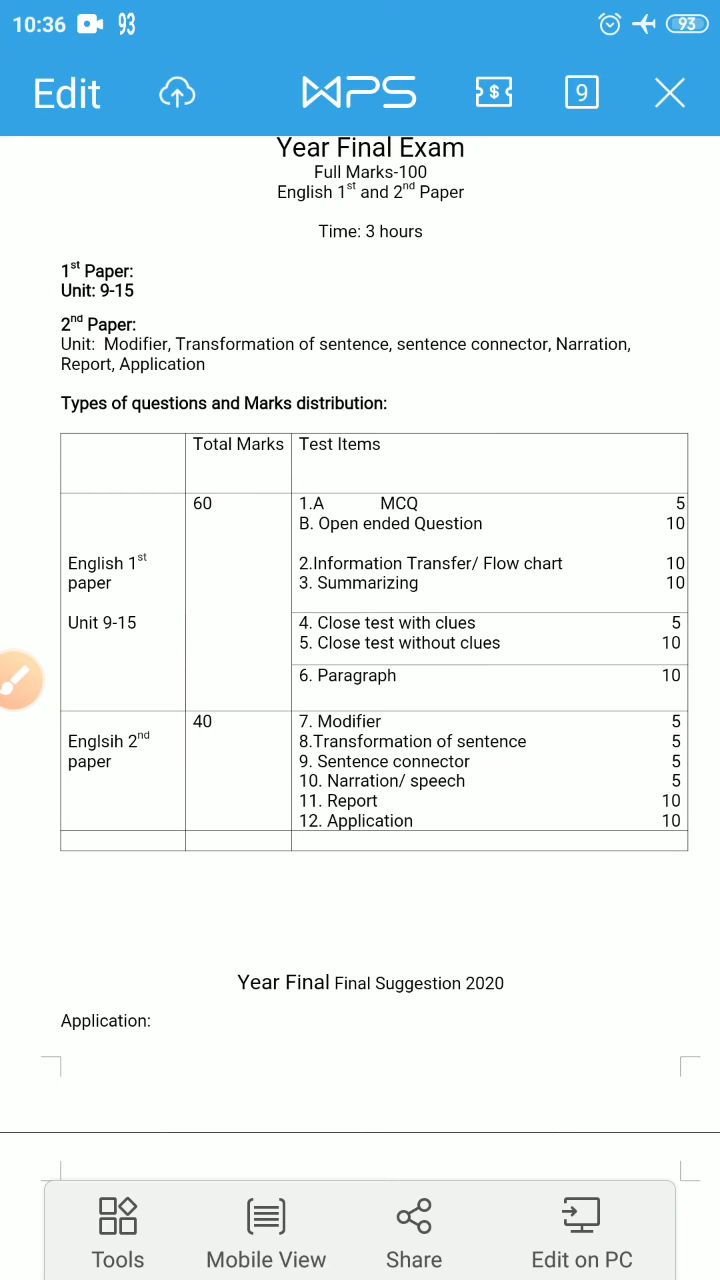 10:36 93 93
Edit WPS $ 9
Year Final Exam
Full Marks-100
English 1st and 2nd Paper
Time: 3 hours
1st Paper:
Unit: 9-15
2nd Paper:
Unit: Modifier, Transformation of sentence, sentence connector, Narration,
Report, Application
Types of questions and Marks distribution:
Total Marks Test Items
60 1.A MCQ 5
B. Open ended Question 10
English 1st 2.Information Transfer/ Flow chart 10
paper 3. Summarizing 10
Unit 9-15 4. Close test with clues 5
5. Close test without clues 10
6. Paragraph 10
40 7. Modifier 5
Englsih 2nd 8.Transformation of sentence 5
paper 9. Sentence connector 5
10. Narration/ speech 5
11. Report 10
12. Application 10
Year Final Final Suggestion 2020
Application:
Tools Mobile View Share Edit on PC